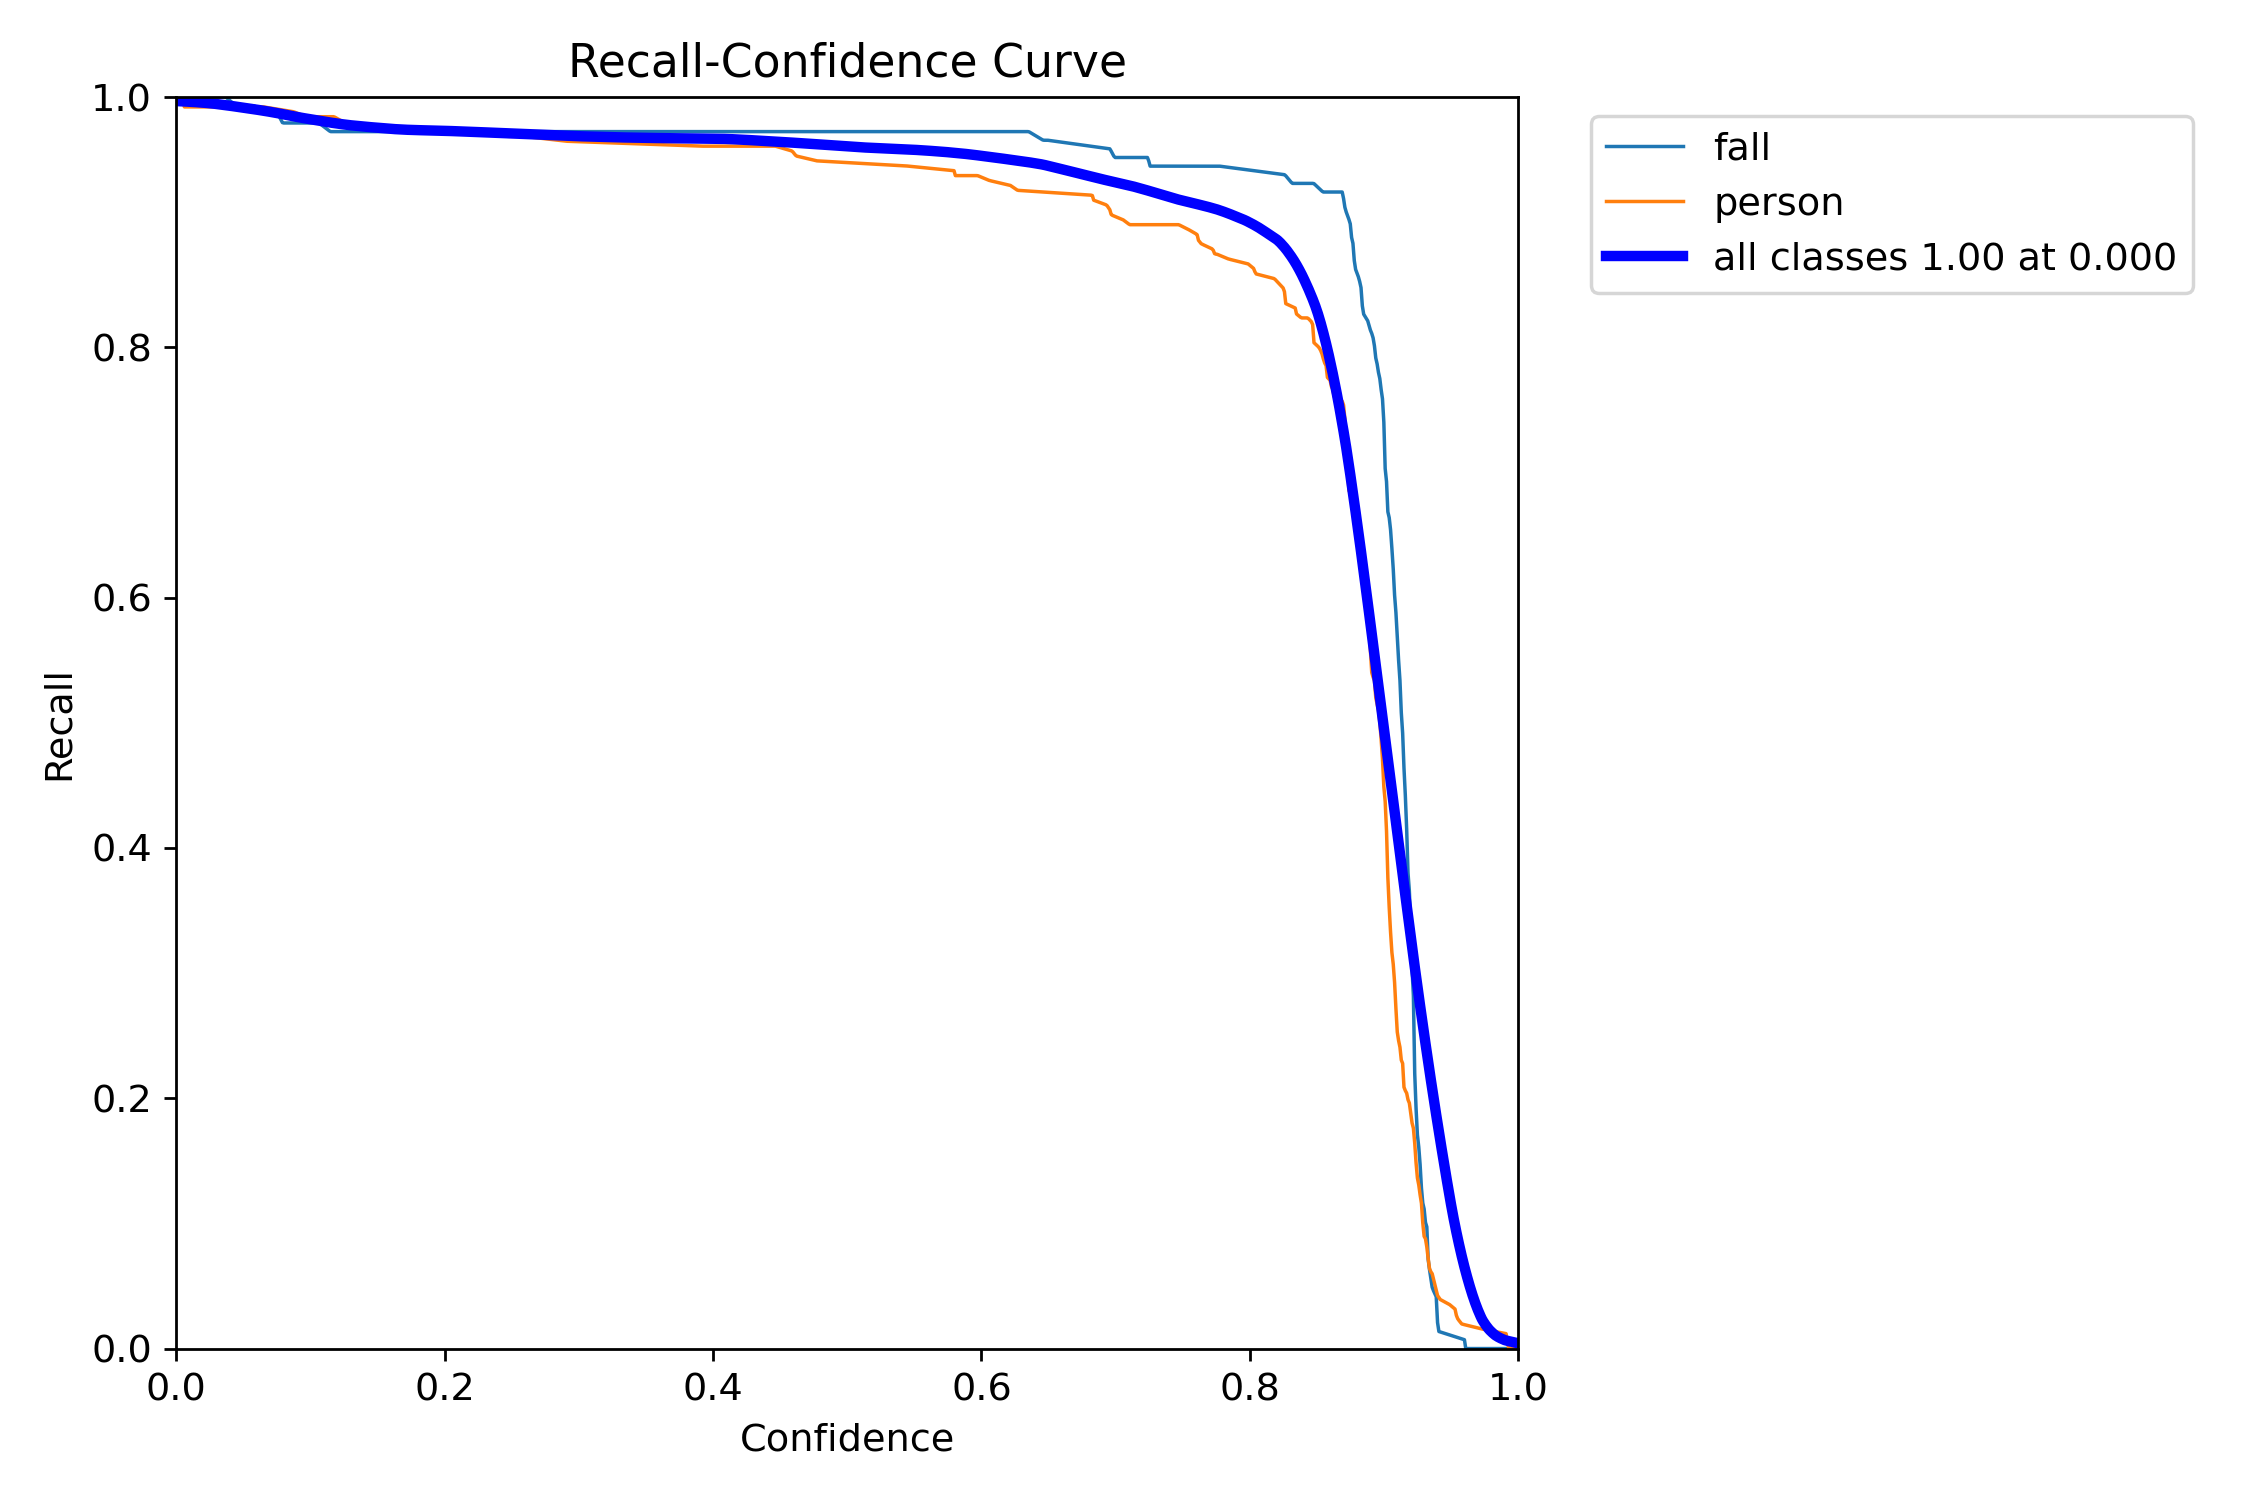 Recall-Confidence Curve
1.0
0.8
0.6
0.4
0.2
0.0
Recall
0.0 0.2 0.4 0.6 0.8 1.0
Confidence
fall
person
all classes 1.00 at 0.000